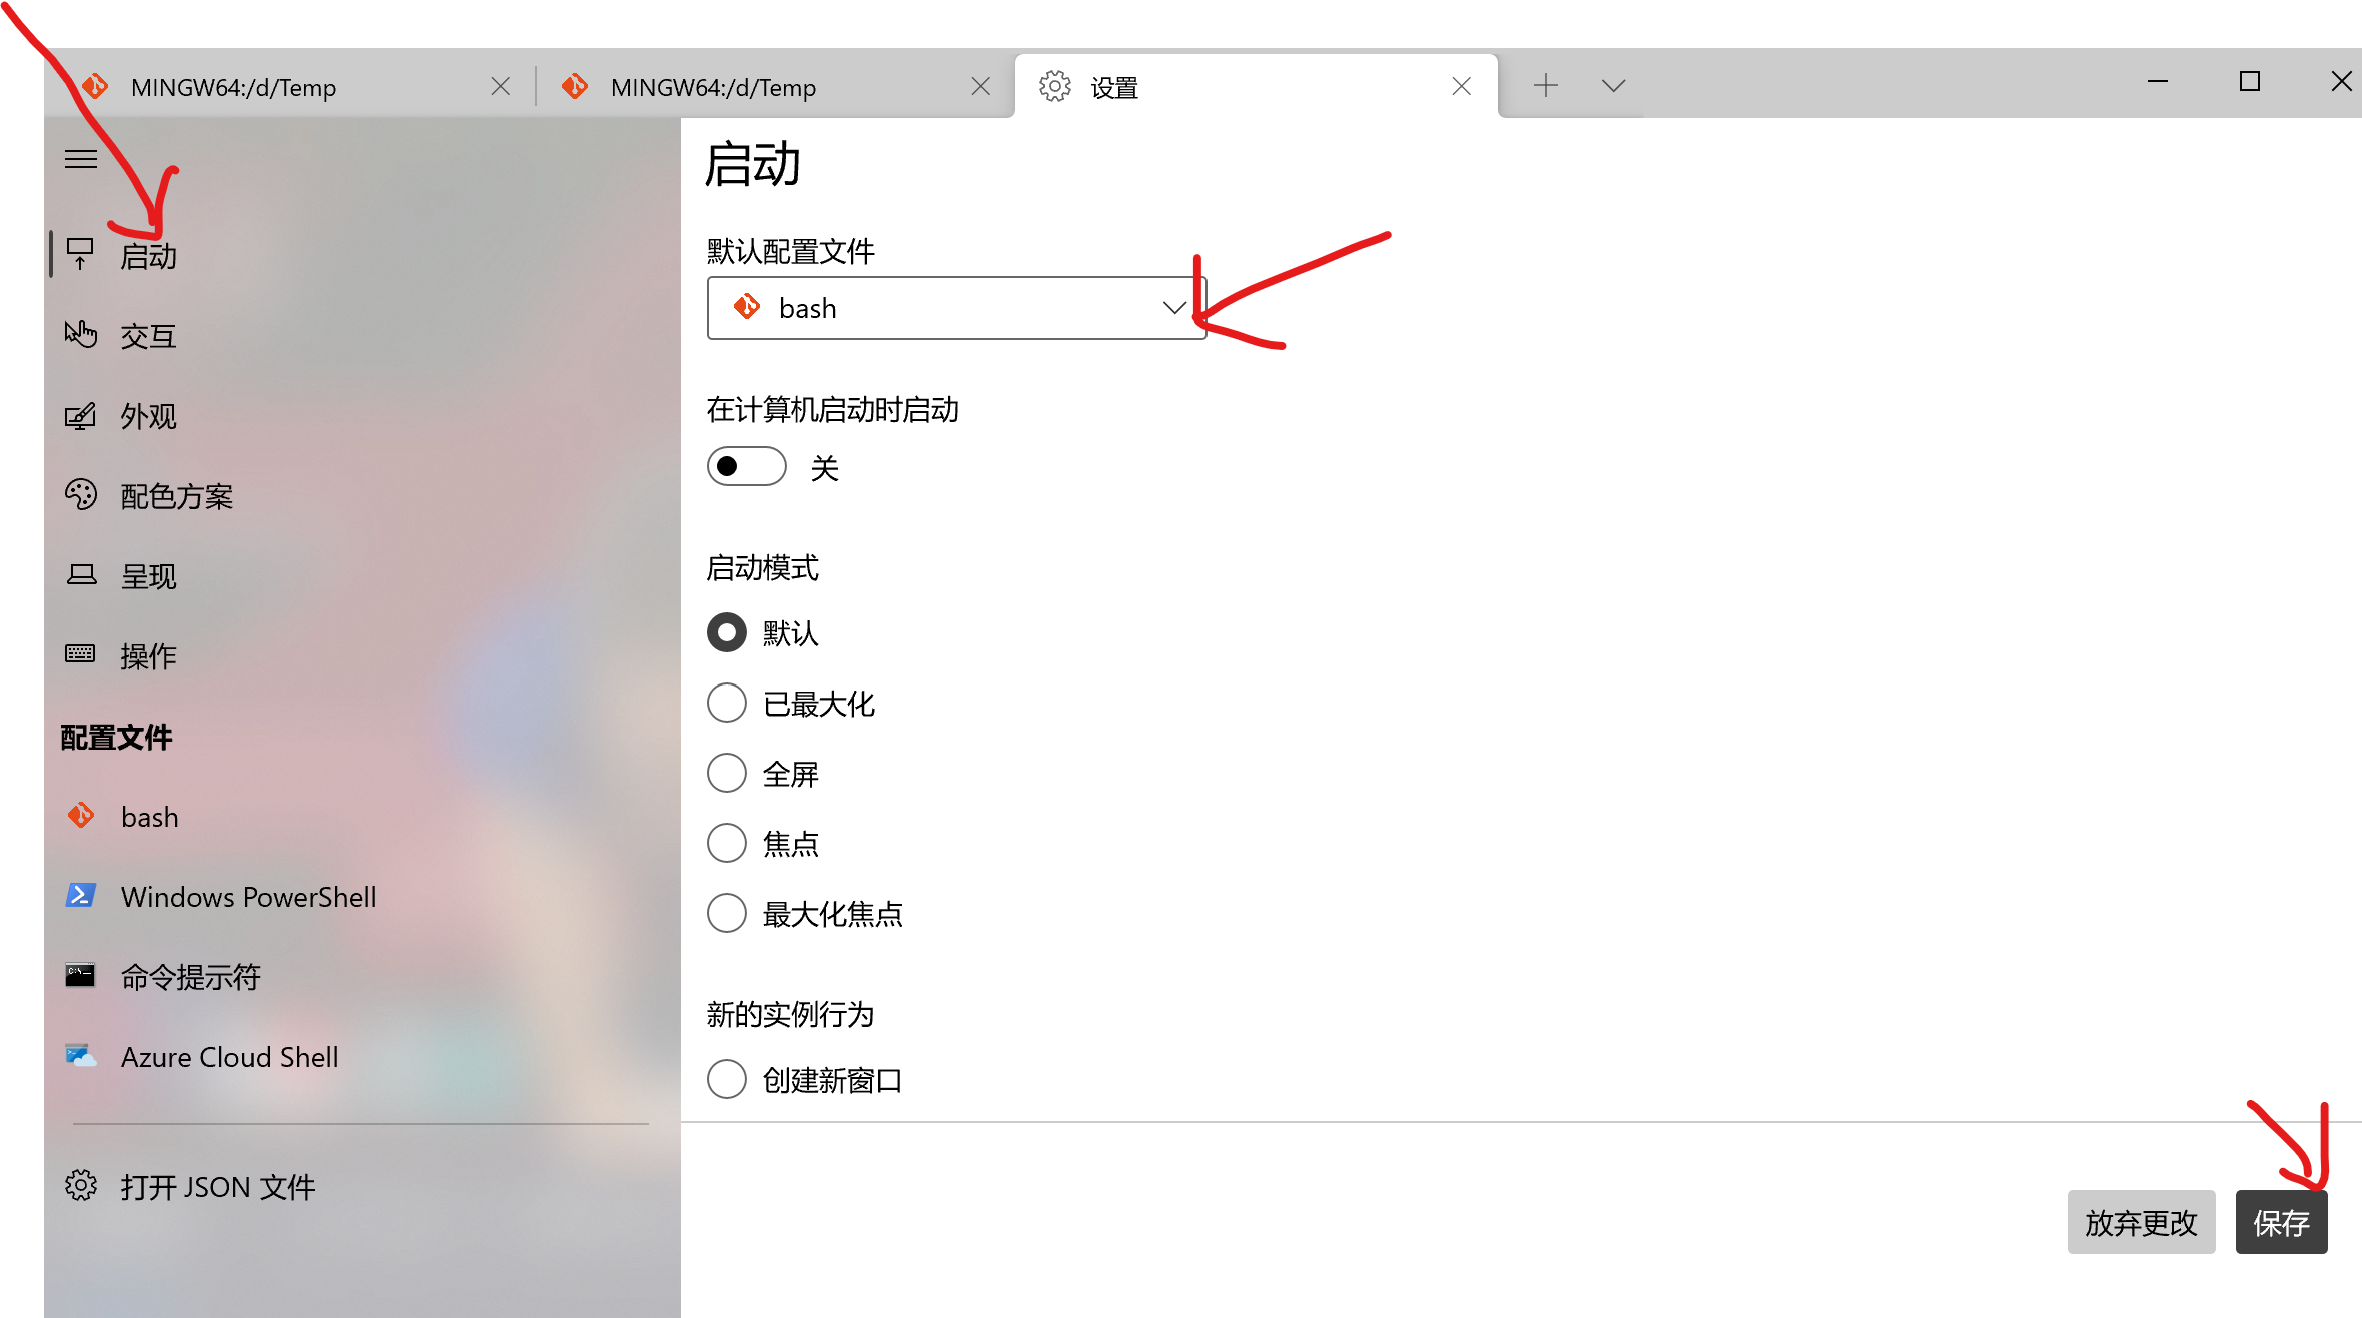 MINGW64:/d/Temp
MINGW64:/d/Temp
设置
启动
交互
外观
配色方案
呈现
操作
配置文件
bash
Windows PowerShell
命令提示符
Azure Cloud Shell
打开 JSON 文件
启动
默认配置文件
bash
在计算机启动时启动
关
启动模式
默认
已最大化
全屏
焦点
最大化焦点
新的实例行为
创建新窗口
放弃更改
保存